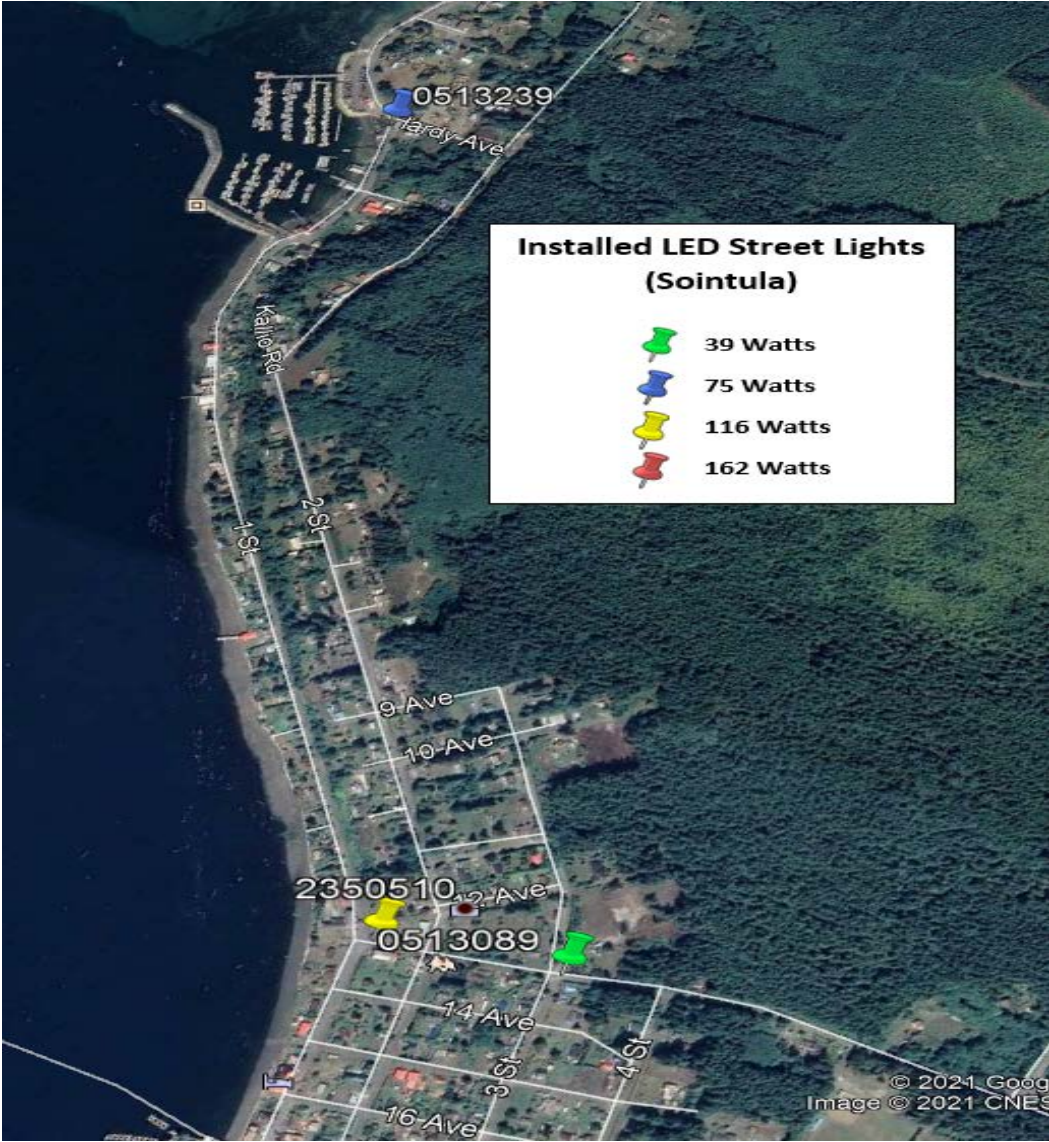 0513239
Hardy Ave
Installed LED Street Lights
(Sointula)
39 Watts
75 Watts
116 Watts
162 Watts
Kallio Rd
2 St
1 St
9 Ave
10 Ave
2350510
12 Ave
0513089
14 Ave
3 St
4 St
16 Ave
© 2021 Goog
Image © 2021 CNES